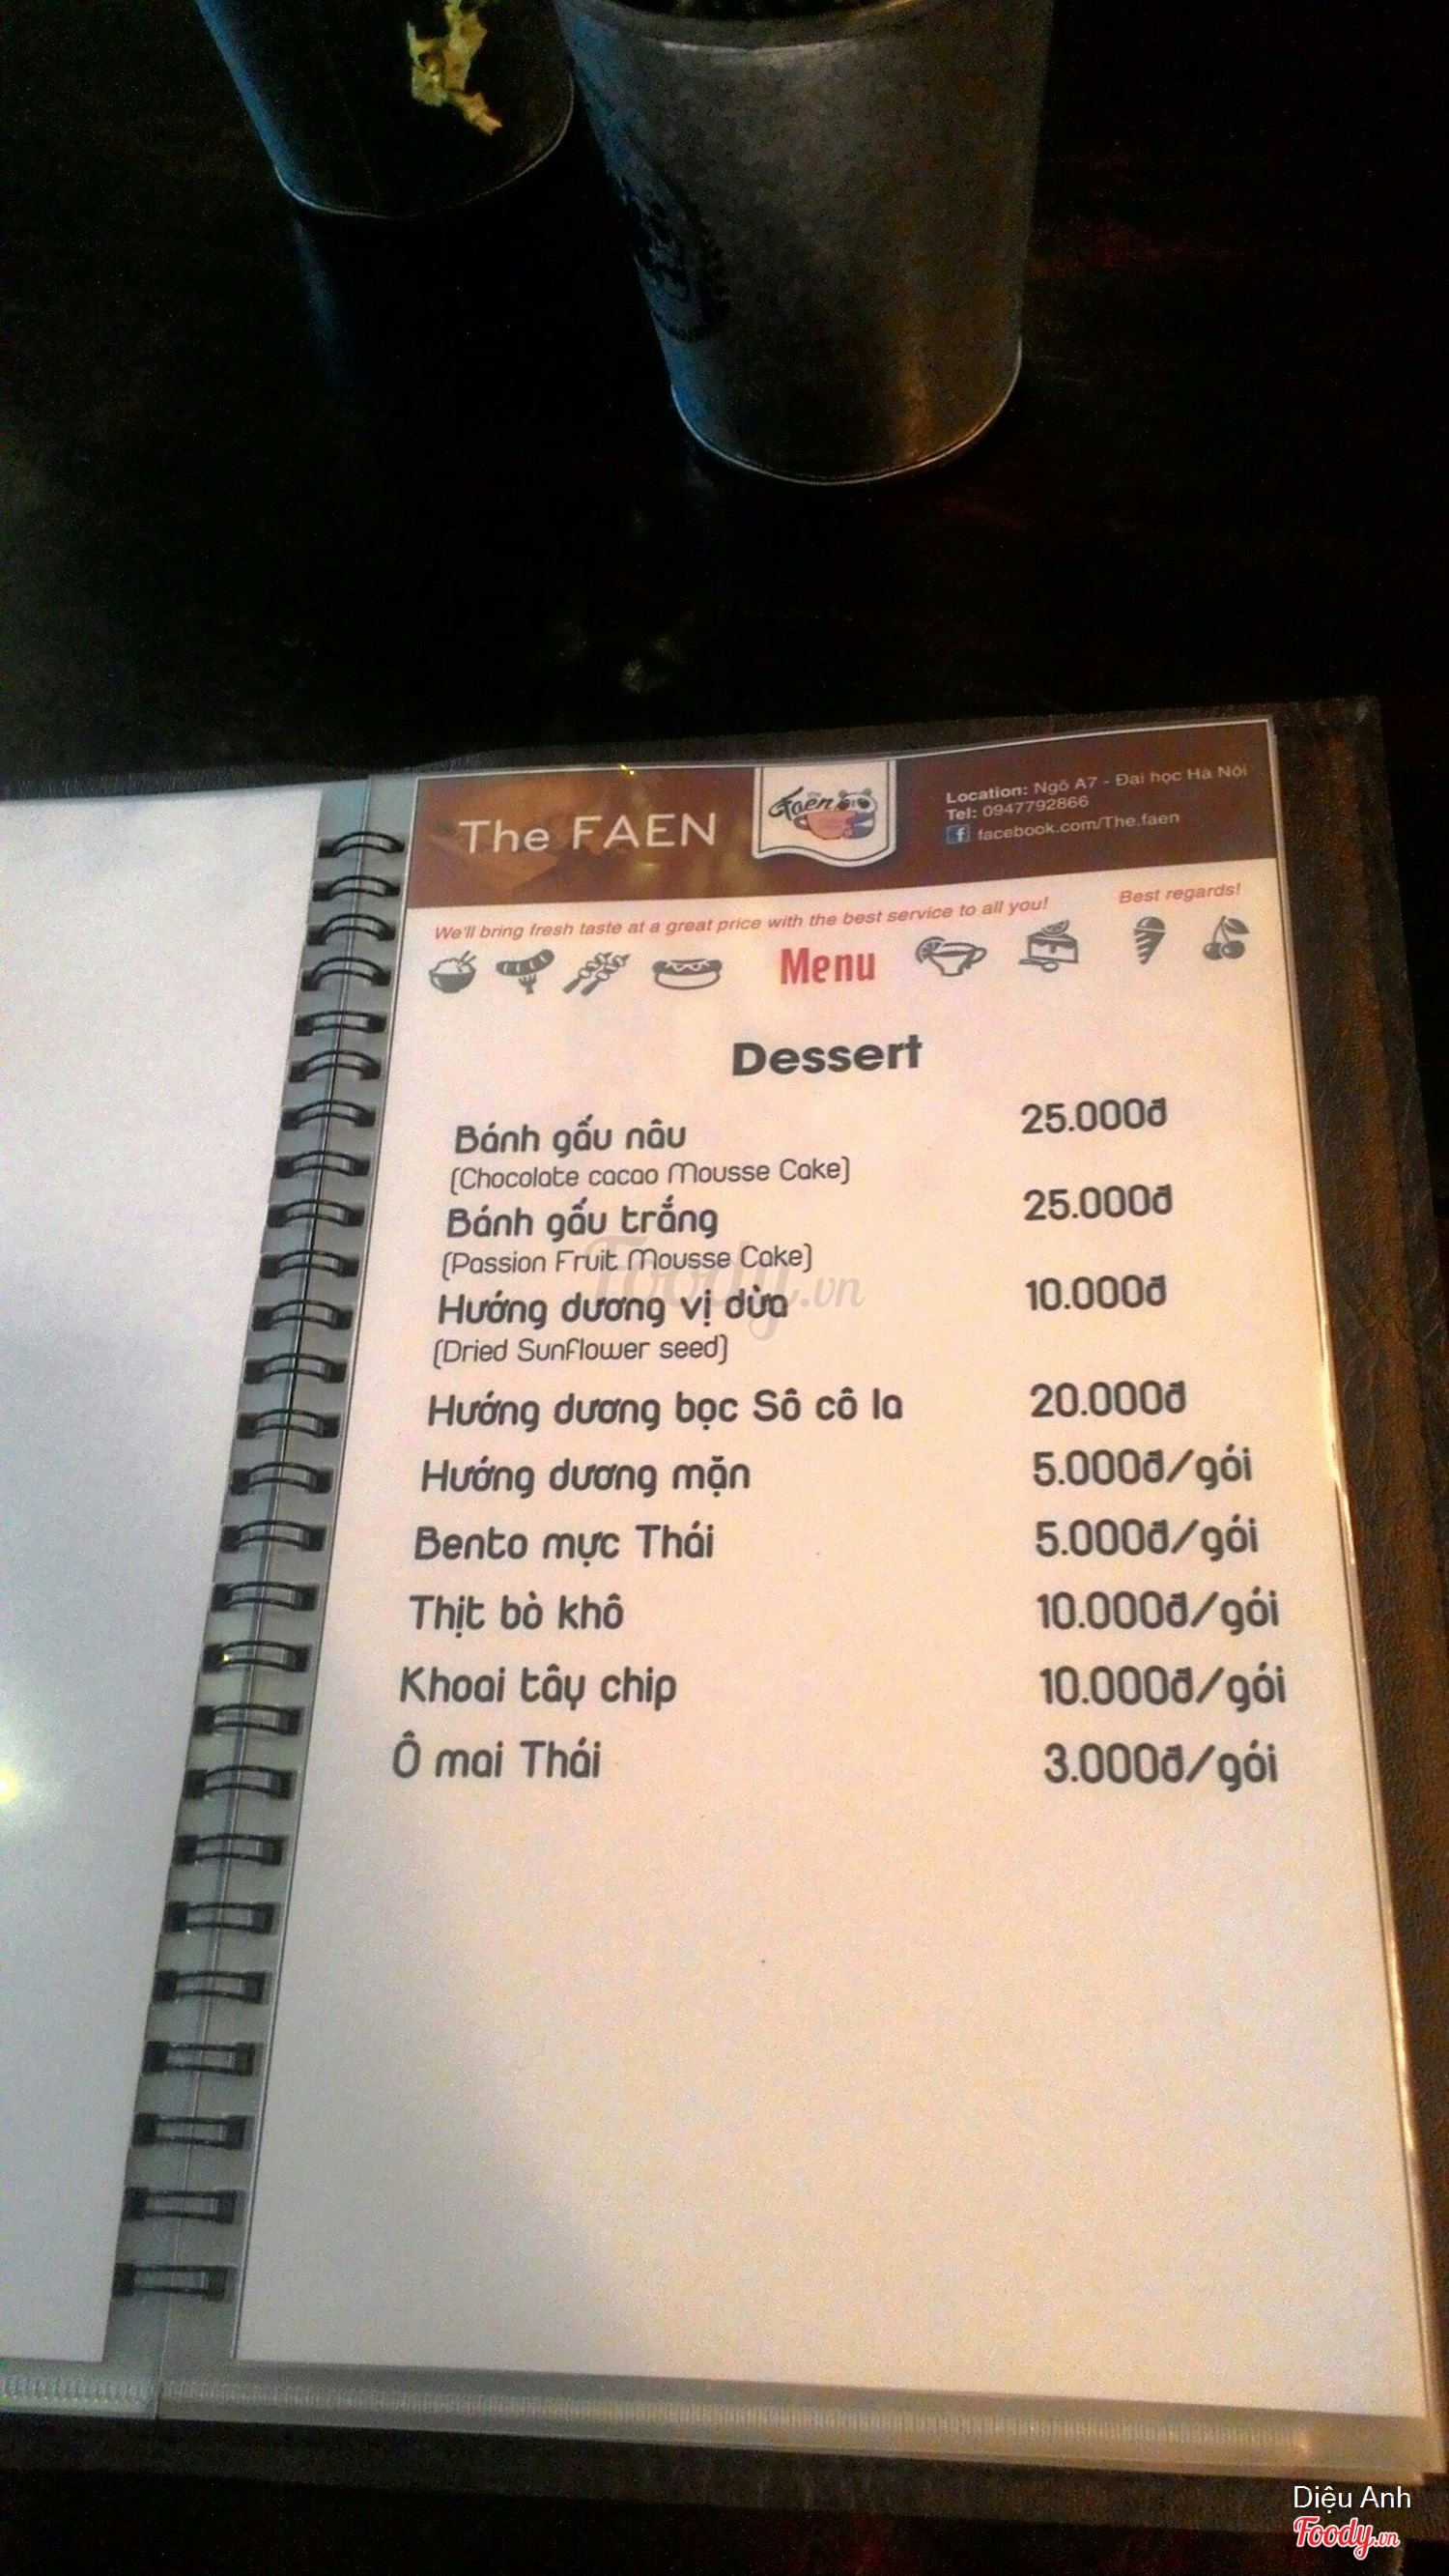 The FAEN
Faen
Location: Ngõ A7 - Đại học Hà Nội
Tel: 0947792866
facebook.com/The.faen
We'll bring fresh taste at a great price with the best service to all you!
Best regards!
Menu
Dessert
Bánh gấu nâu 25.000đ
(Chocolate cacao Mousse Cake)
Bánh gấu trắng 25.000đ
(Passion Fruit Mousse Cake)
Hướng dương vị dừa 10.000đ
(Dried Sunflower seed)
Hướng dương bọc Sô cô la 20.000đ
Hướng dương mặn 5.000đ/gói
Bento mực Thái 5.000đ/gói
Thịt bò khô 10.000đ/gói
Khoai tây chip 10.000đ/gói
Ô mai Thái 3.000đ/gói
Foody.vn
Diệu Anh
Foody.vn